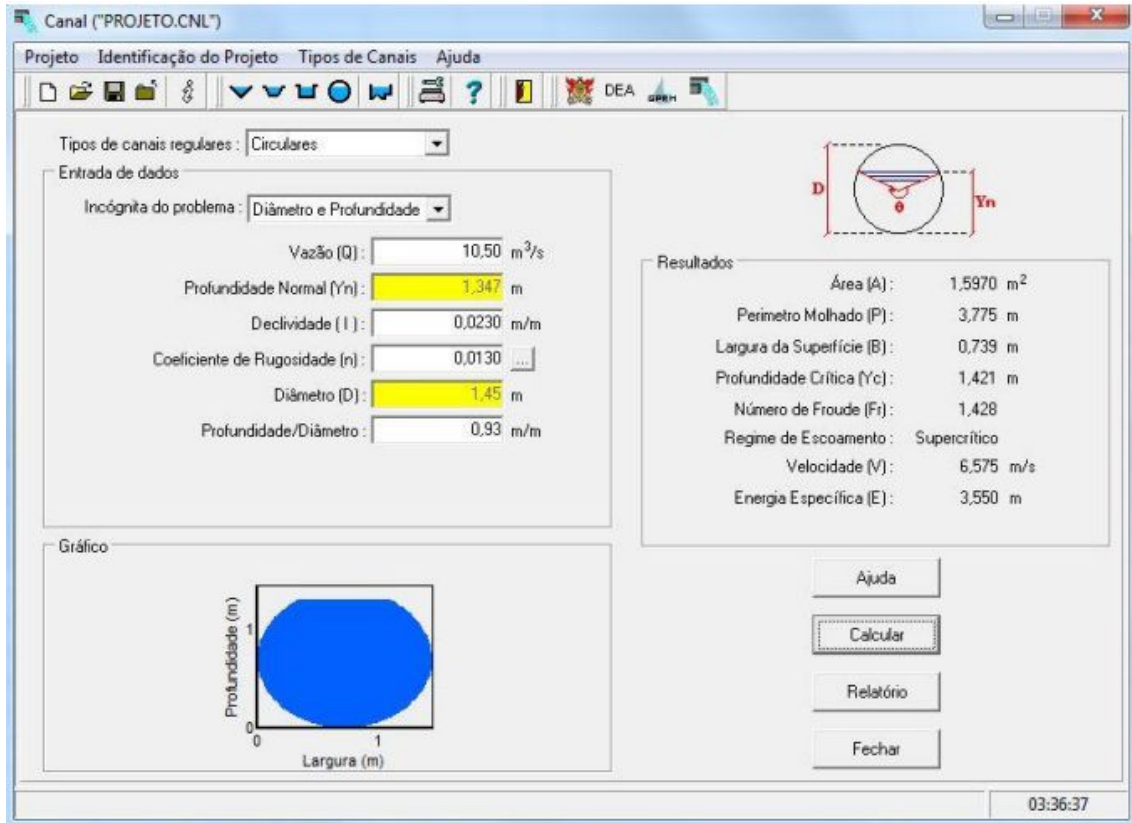 Canal ("PROJETO.CNL")
Projeto Identificação do Projeto Tipos de Canais Ajuda
DEA GPRH
Tipos de canais regulares : Circulares
Entrada de dados
Incógnita do problema : Diâmetro e Profundidade
Vazão (Q) : 10,50 m³/s
Profundidade Normal (Yn) : 1,347 m
Declividade ( I ) : 0,0230 m/m
Coeficiente de Rugosidade (n) : 0,0130 ...
Diâmetro (D) : 1,45 m
Profundidade/Diâmetro : 0,93 m/m
D θ Yn
Resultados
Área (A) : 1,5970 m²
Perimetro Molhado (P) : 3,775 m
Largura da Superfície (B) : 0,739 m
Profundidade Crítica (Yc) : 1,421 m
Número de Froude (Fr) : 1,428
Regime de Escoamento : Supercrítico
Velocidade (V) : 6,575 m/s
Energia Específica (E) : 3,550 m
Gráfico
Profundidade (m)
1
0
0 1
Largura (m)
Ajuda
Calcular
Relatório
Fechar
03:36:37